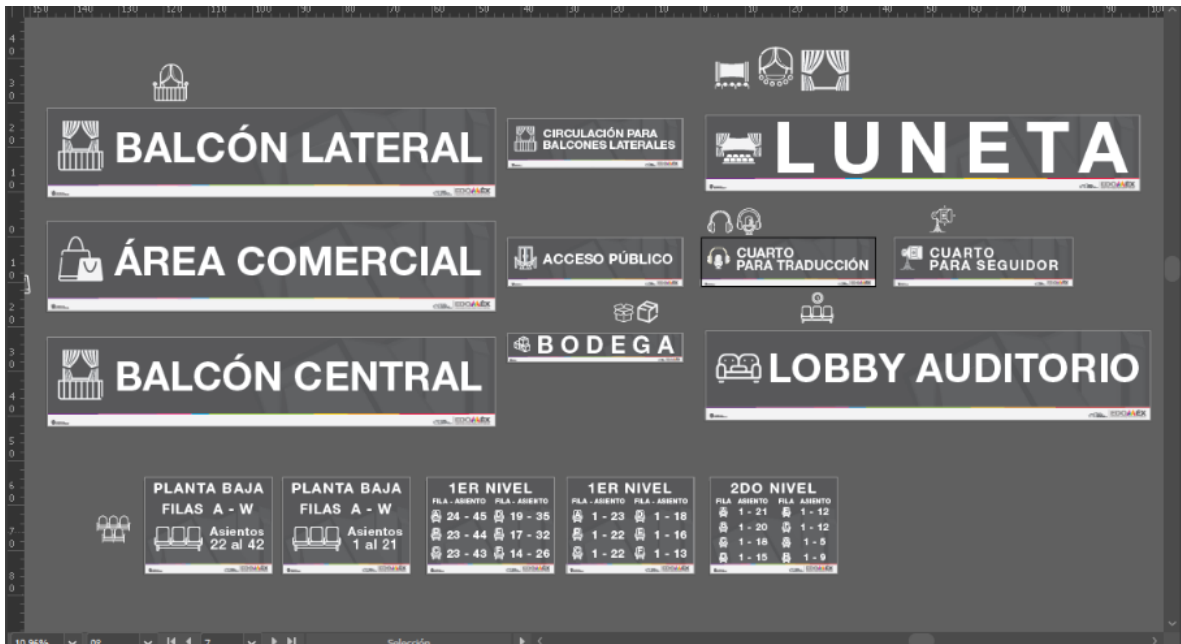 BALCÓN LATERAL
CIRCULACIÓN PARA
BALCONES LATERALES
LUNETA
ÁREA COMERCIAL
ACCESO PÚBLICO
CUARTO
PARA TRADUCCIÓN
CUARTO
PARA SEGUIDOR
BODEGA
BALCÓN CENTRAL
LOBBY AUDITORIO
PLANTA BAJA
FILAS A - W
Asientos
22 al 42
PLANTA BAJA
FILAS A - W
Asientos
1 al 21
1ER NIVEL
FILA - ASIENTO FILA - ASIENTO
24 - 45 19 - 35
23 - 44 17 - 32
23 - 43 14 - 26
1ER NIVEL
FILA - ASIENTO FILA - ASIENTO
1 - 23 1 - 18
1 - 22 1 - 16
1 - 22 1 - 13
2DO NIVEL
FILA ASIENTO FILA ASIENTO
1 - 21 1 - 12
1 - 20 1 - 12
1 - 18 1 - 5
1 - 15 1 - 9
Selección